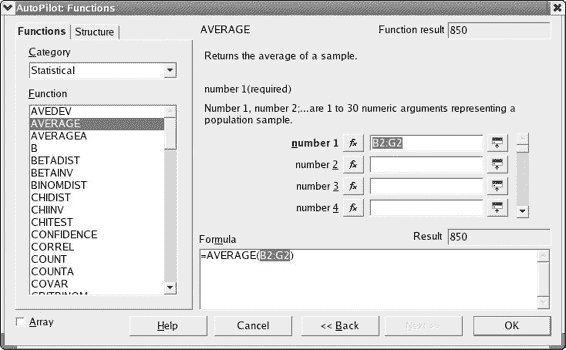 AutoPilot: Functions
Functions
Structure
AVERAGE
Function result 850
Category
Statistical
Returns the average of a sample.
number 1(required)
Number 1, number 2;...are 1 to 30 numeric arguments representing a
population sample.
Function
AVEDEV
AVERAGE
AVERAGEA
B
BETADIST
BETAINV
BINOMDIST
CHIDIST
CHIINV
CHITEST
CONFIDENCE
CORREL
COUNT
COUNTA
COVAR
CRITBINOM
number 1 fx B2:G2
number 2 fx
number 3 fx
number 4 fx
Formula
Result 850
=AVERAGE(B2:G2)
Array
Help
Cancel
<< Back
Next >>
OK